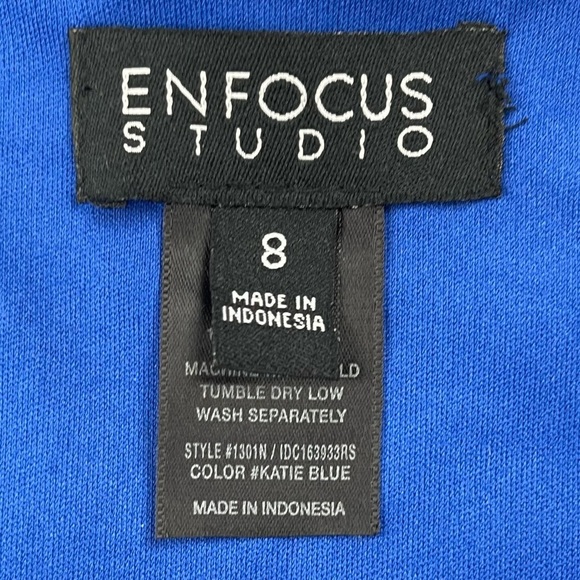 ENFOCUS
STUDIO
8
MADE IN
INDONESIA
TUMBLE DRY LOW
WASH SEPARATELY
STYLE #1301N / IDC163933RS
COLOR #KATIE BLUE
MADE IN INDONESIA